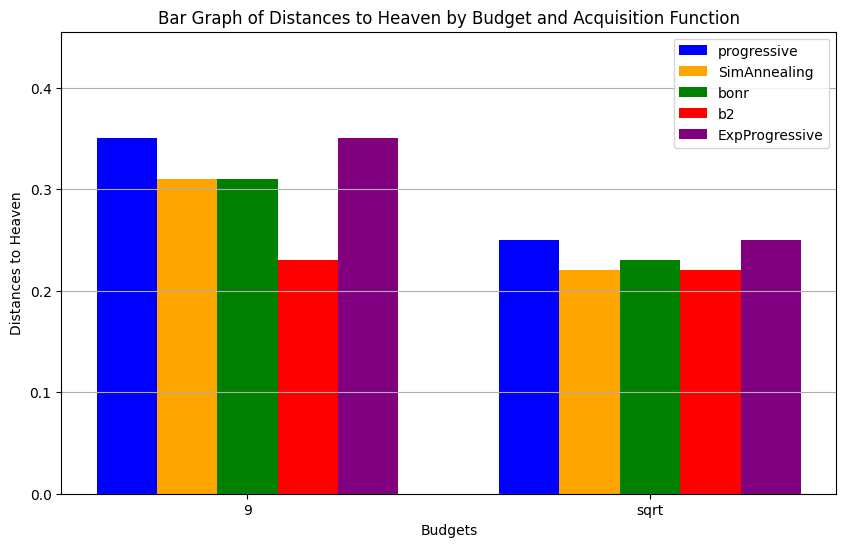 Bar Graph of Distances to Heaven by Budget and Acquisition Function
progressive
SimAnnealing
bonr
b2
ExpProgressive
Distances to Heaven
0.4
0.3
0.2
0.1
0.0
9
sqrt
Budgets